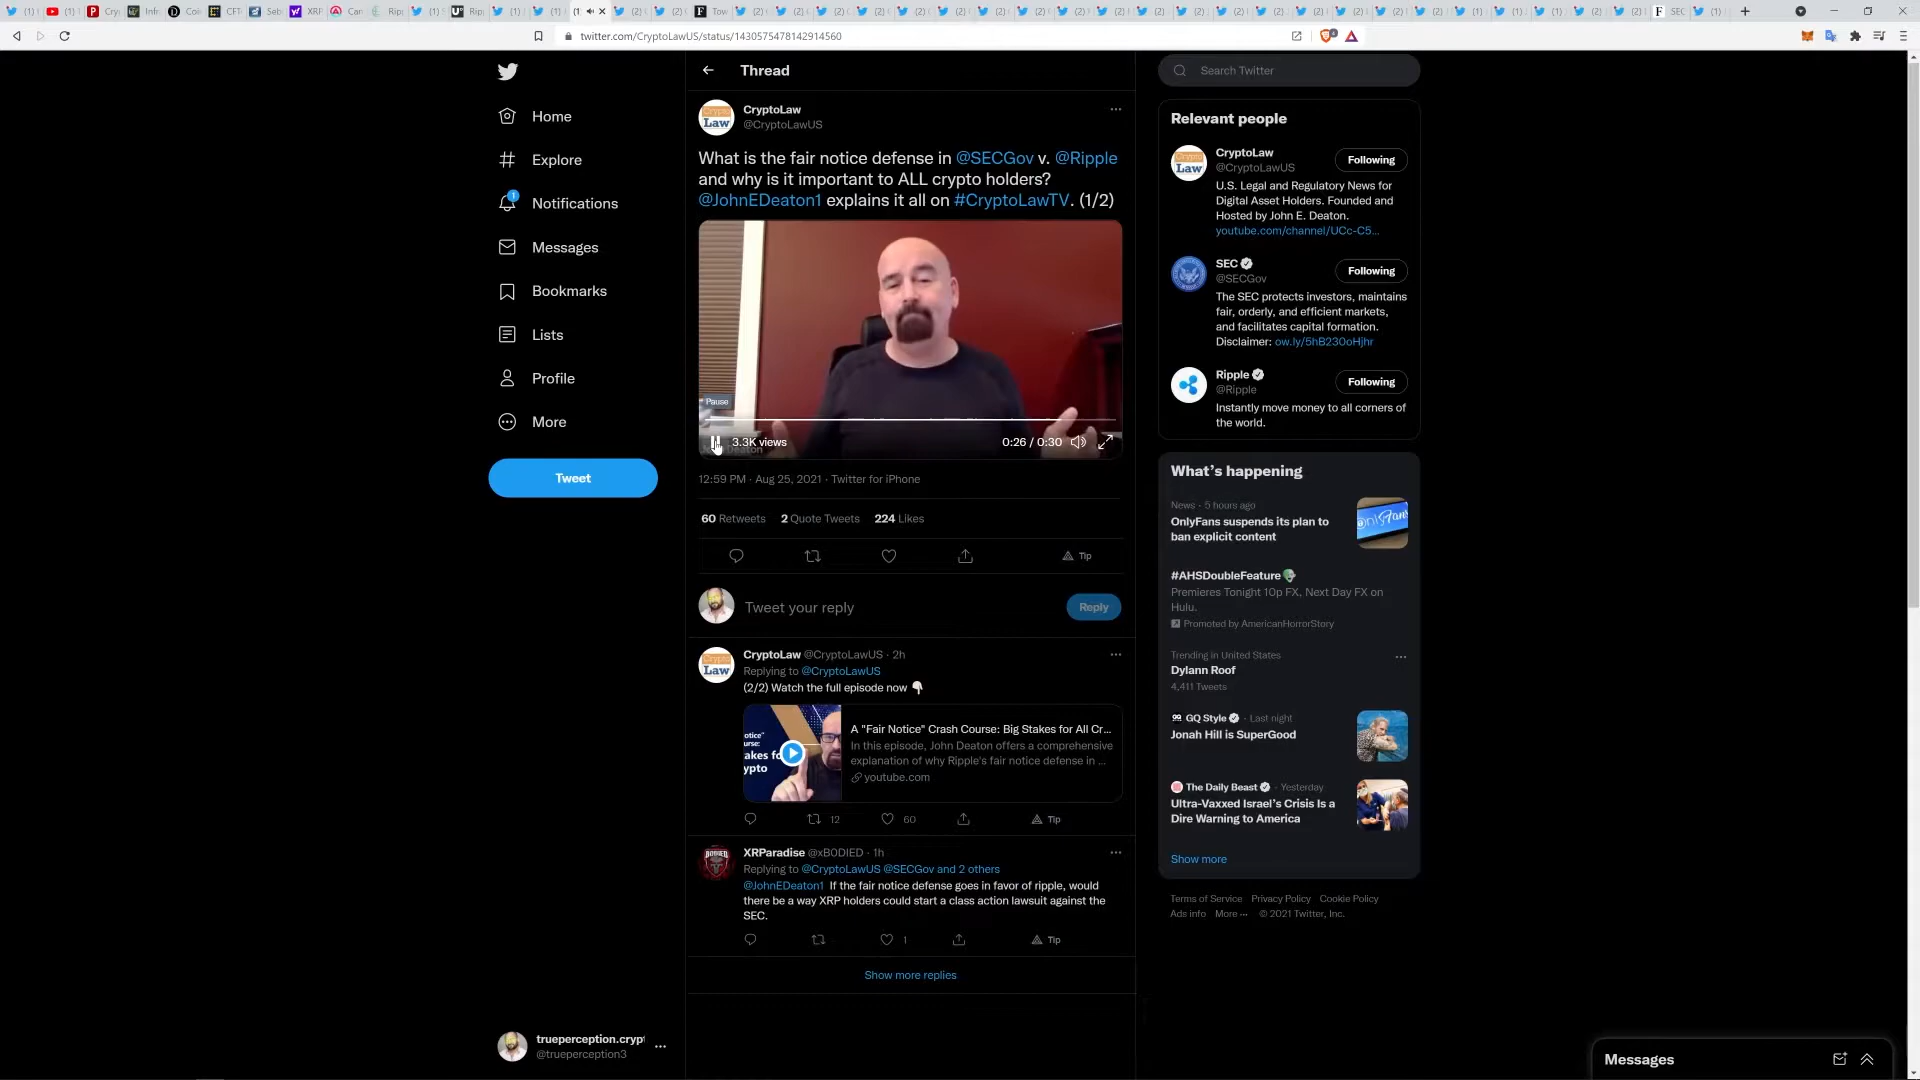 twitter.com/CryptoLawUS/status/1430575478142914560
Home
Explore
1
Notifications
Messages
Bookmarks
Lists
Profile
More
Tweet
trueperception.crypt
@trueperception3
Thread
CryptoLaw
@CryptoLawUS
What is the fair notice defense in @SECGov v. @Ripple
and why is it important to ALL crypto holders?
@JohnEDeaton1 explains it all on #CryptoLawTV. (1/2)
Pause
3.3K views
0:26 / 0:30
12:59 PM · Aug 25, 2021 · Twitter for iPhone
60 Retweets 2 Quote Tweets 224 Likes
Tip
Tweet your reply
Reply
CryptoLaw @CryptoLawUS · 2h
Replying to @CryptoLawUS
(2/2) Watch the full episode now 👇
A "Fair Notice" Crash Course: Big Stakes for All Cr...
In this episode, John Deaton offers a comprehensive
explanation of why Ripple's fair notice defense in ...
youtube.com
12 60 Tip
XRParadise @xB0DIED · 1h
Replying to @CryptoLawUS @SECGov and 2 others
@JohnEDeaton1 If the fair notice defense goes in favor of ripple, would
there be a way XRP holders could start a class action lawsuit against the
SEC.
1 Tip
Show more replies
Search Twitter
Relevant people
CryptoLaw
@CryptoLawUS
Following
U.S. Legal and Regulatory News for
Digital Asset Holders. Founded and
Hosted by John E. Deaton.
youtube.com/channel/UCc-C5...
SEC
@SECGov
Following
The SEC protects investors, maintains
fair, orderly, and efficient markets,
and facilitates capital formation.
Disclaimer: ow.ly/5hB230oHjhr
Ripple
@Ripple
Following
Instantly move money to all corners of
the world.
What's happening
News · 5 hours ago
OnlyFans suspends its plan to
ban explicit content
#AHSDoubleFeature
Premieres Tonight 10p FX, Next Day FX on
Hulu.
Promoted by AmericanHorrorStory
Trending in United States
Dylann Roof
4,411 Tweets
GQ Style · Last night
Jonah Hill is SuperGood
The Daily Beast · Yesterday
Ultra-Vaxxed Israel's Crisis Is a
Dire Warning to America
Show more
Terms of Service Privacy Policy Cookie Policy
Ads info More ··· © 2021 Twitter, Inc.
Messages